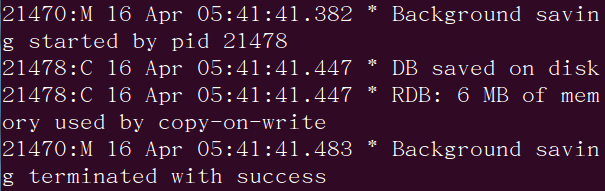 21470:M 16 Apr 05:41:41.382 * Background savin
g started by pid 21478
21478:C 16 Apr 05:41:41.447 * DB saved on disk
21478:C 16 Apr 05:41:41.447 * RDB: 6 MB of mem
ory used by copy-on-write
21470:M 16 Apr 05:41:41.483 * Background savin
g terminated with success